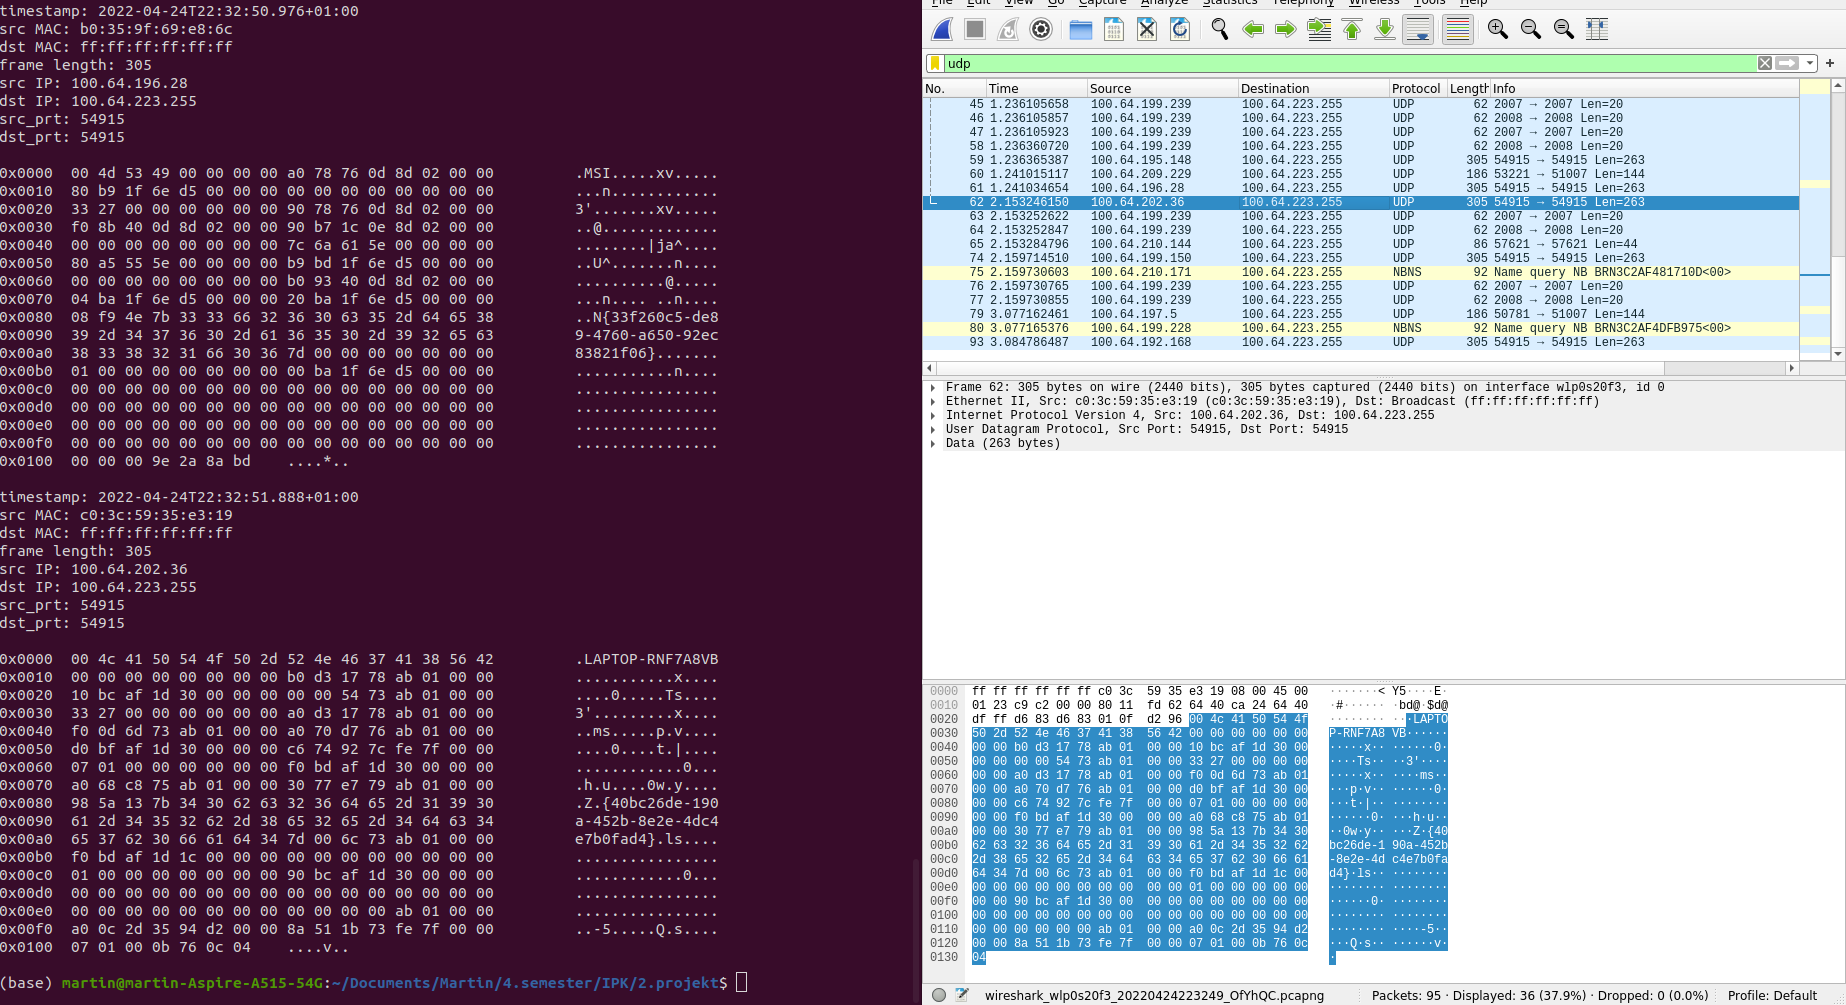 timestamp: 2022-04-24T22:32:50.976+01:00
src MAC: b0:35:9f:69:e8:6c
dst MAC: ff:ff:ff:ff:ff:ff
frame length: 305
src IP: 100.64.196.28
dst IP: 100.64.223.255
src_prt: 54915
dst_prt: 54915
0x0000 00 4d 53 49 00 00 00 00 a0 78 76 0d 8d 02 00 00 .MSI.....xv.....
0x0010 80 b9 1f 6e d5 00 00 00 00 00 00 00 00 00 00 00 ...n............
0x0020 33 27 00 00 00 00 00 00 90 78 76 0d 8d 02 00 00 3'.......xv.....
0x0030 f0 8b 40 0d 8d 02 00 00 90 b7 1c 0e 8d 02 00 00 ..@.............
0x0040 00 00 00 00 00 00 00 00 7c 6a 61 5e 00 00 00 00 ........|ja^....
0x0050 80 a5 55 5e 00 00 00 00 b9 bd 1f 6e d5 00 00 00 ..U^.......n....
0x0060 00 00 00 00 00 00 00 00 b0 93 40 0d 8d 02 00 00 ..........@.....
0x0070 04 ba 1f 6e d5 00 00 00 20 ba 1f 6e d5 00 00 00 ...n.... ..n....
0x0080 08 f9 4e 7b 33 33 66 32 36 30 63 35 2d 64 65 38 ..N{33f260c5-de8
0x0090 39 2d 34 37 36 30 2d 61 36 35 30 2d 39 32 65 63 9-4760-a650-92ec
0x00a0 38 33 38 32 31 66 30 36 7d 00 00 00 00 00 00 00 83821f06}.......
0x00b0 01 00 00 00 00 00 00 00 00 ba 1f 6e d5 00 00 00 ...........n....
0x00c0 00 00 00 00 00 00 00 00 00 00 00 00 00 00 00 00 ................
0x00d0 00 00 00 00 00 00 00 00 00 00 00 00 00 00 00 00 ................
0x00e0 00 00 00 00 00 00 00 00 00 00 00 00 00 00 00 00 ................
0x00f0 00 00 00 00 00 00 00 00 00 00 00 00 00 00 00 00 ................
0x0100 00 00 00 9e 2a 8a bd ....*..
timestamp: 2022-04-24T22:32:51.888+01:00
src MAC: c0:3c:59:35:e3:19
dst MAC: ff:ff:ff:ff:ff:ff
frame length: 305
src IP: 100.64.202.36
dst IP: 100.64.223.255
src_prt: 54915
dst_prt: 54915
0x0000 00 4c 41 50 54 4f 50 2d 52 4e 46 37 41 38 56 42 .LAPTOP-RNF7A8VB
0x0010 00 00 00 00 00 00 00 00 b0 d3 17 78 ab 01 00 00 ...........x....
0x0020 10 bc af 1d 30 00 00 00 00 00 54 73 ab 01 00 00 ....0.....Ts....
0x0030 33 27 00 00 00 00 00 00 a0 d3 17 78 ab 01 00 00 3'.........x....
0x0040 f0 0d 6d 73 ab 01 00 00 a0 70 d7 76 ab 01 00 00 ..ms.....p.v....
0x0050 d0 bf af 1d 30 00 00 00 00 c6 74 92 7c fe 7f 00 00 ....0.....t.|....
0x0060 07 01 00 00 00 00 00 00 f0 bd af 1d 30 00 00 00 ............0...
0x0070 a0 68 c8 75 ab 01 00 00 00 30 77 e7 79 ab 01 00 00 .h.u.....0w.y...
0x0080 98 5a 13 7b 34 30 62 63 32 36 64 65 2d 31 39 30 .Z.{40bc26de-190
0x0090 61 2d 34 35 32 62 2d 38 65 32 65 2d 34 64 63 34 a-452b-8e2e-4dc4
0x00a0 65 37 62 30 66 61 64 34 7d 00 6c 73 ab 01 00 00 e7b0fad4}.ls....
0x00b0 f0 bd af 1d 1c 00 00 00 00 00 00 00 00 00 00 00 ................
0x00c0 01 00 00 00 00 00 00 00 90 bc af 1d 30 00 00 00 ............0...
0x00d0 00 00 00 00 00 00 00 00 00 00 00 00 00 00 00 00 ................
0x00e0 00 00 00 00 00 00 00 00 00 00 00 00 ab 01 00 00 ................
0x00f0 a0 0c 2d 35 94 d2 00 00 8a 51 1b 73 fe 7f 00 00 ..-5.....Q.s....
0x0100 07 01 00 0b 76 0c 04 ....v..
(base) martin@martin-Aspire-A515-54G:~/Documents/Martin/4.semester/IPK/2.projekt$
File Edit View Go Capture Analyze Statistics Telephony Wireless Tools Help
udp
No. Time Source Destination Protocol Length Info
45 1.236105658 100.64.199.239 100.64.223.255 UDP 62 2007 → 2007 Len=20
46 1.236105857 100.64.199.239 100.64.223.255 UDP 62 2008 → 2008 Len=20
47 1.236105923 100.64.199.239 100.64.223.255 UDP 62 2007 → 2007 Len=20
58 1.236360720 100.64.199.239 100.64.223.255 UDP 62 2008 → 2008 Len=20
59 1.236365387 100.64.195.148 100.64.223.255 UDP 305 54915 → 54915 Len=263
60 1.241015117 100.64.209.229 100.64.223.255 UDP 186 53221 → 51007 Len=144
61 1.241034654 100.64.196.28 100.64.223.255 UDP 305 54915 → 54915 Len=263
62 2.153246150 100.64.202.36 100.64.223.255 UDP 305 54915 → 54915 Len=263
63 2.153252622 100.64.199.239 100.64.223.255 UDP 62 2007 → 2007 Len=20
64 2.153252847 100.64.199.239 100.64.223.255 UDP 62 2008 → 2008 Len=20
65 2.153284796 100.64.210.144 100.64.223.255 UDP 86 57621 → 57621 Len=44
74 2.159714510 100.64.199.150 100.64.223.255 UDP 305 54915 → 54915 Len=263
75 2.159730603 100.64.210.171 100.64.223.255 NBNS 92 Name query NB BRN3C2AF481710D<00>
76 2.159730765 100.64.199.239 100.64.223.255 UDP 62 2007 → 2007 Len=20
77 2.159730855 100.64.199.239 100.64.223.255 UDP 62 2008 → 2008 Len=20
79 3.077162461 100.64.197.5 100.64.223.255 UDP 186 50781 → 51007 Len=144
80 3.077165376 100.64.199.228 100.64.223.255 NBNS 92 Name query NB BRN3C2AF4DFB975<00>
93 3.084786487 100.64.192.168 100.64.223.255 UDP 305 54915 → 54915 Len=263
Frame 62: 305 bytes on wire (2440 bits), 305 bytes captured (2440 bits) on interface wlp0s20f3, id 0
Ethernet II, Src: c0:3c:59:35:e3:19 (c0:3c:59:35:e3:19), Dst: Broadcast (ff:ff:ff:ff:ff:ff)
Internet Protocol Version 4, Src: 100.64.202.36, Dst: 100.64.223.255
User Datagram Protocol, Src Port: 54915, Dst Port: 54915
Data (263 bytes)
0000 ff ff ff ff ff ff c0 3c 59 35 e3 19 08 00 45 00 ·······< Y5····E·
0010 01 23 c9 c2 00 00 80 11 fd 62 64 40 ca 24 64 40 ·#······ ·bd@·$d@
0020 df ff d6 83 d6 83 01 0f d2 96 00 4c 41 50 54 4f ········ ···LAPTO
0030 50 2d 52 4e 46 37 41 38 56 42 00 00 00 00 00 00 P-RNF7A8 VB······
0040 00 00 b0 d3 17 78 ab 01 00 00 10 bc af 1d 30 00 ·····x·· ······0·
0050 00 00 00 00 54 73 ab 01 00 00 33 27 00 00 00 00 ····Ts·· ··3'····
0060 00 00 a0 d3 17 78 ab 01 00 00 f0 0d 6d 73 ab 01 ·····x·· ····ms··
0070 00 00 a0 70 d7 76 ab 01 00 00 d0 bf af 1d 30 00 ···p·v·· ······0·
0080 00 00 c6 74 92 7c fe 7f 00 00 07 01 00 00 00 00 ···t·|·· ········
0090 00 00 f0 bd af 1d 30 00 00 00 a0 68 c8 75 ab 01 ······0· ···h·u··
00a0 00 00 30 77 e7 79 ab 01 00 00 98 5a 13 7b 34 30 ··0w·y·· ···Z·{40
00b0 62 63 32 36 64 65 2d 31 39 30 61 2d 34 35 32 62 bc26de-1 90a-452b
00c0 2d 38 65 32 65 2d 34 64 63 34 65 37 62 30 66 61 -8e2e-4d c4e7b0fa
00d0 64 34 7d 00 6c 73 ab 01 00 00 f0 bd af 1d 1c 00 d4}·ls·· ········
00e0 00 00 00 00 00 00 00 00 00 00 01 00 00 00 00 00 ········ ········
00f0 00 00 90 bc af 1d 30 00 00 00 00 00 00 00 00 00 ······0· ········
0100 00 00 00 00 00 00 00 00 00 00 00 00 00 00 00 00 ········ ········
0110 00 00 00 00 00 00 ab 01 00 00 a0 0c 2d 35 94 d2 ········ ····-5··
0120 00 00 8a 51 1b 73 fe 7f 00 00 07 01 00 0b 76 0c ···Q·s·· ······v·
0130 04 ·
wireshark_wlp0s20f3_20220424223249_OfYhQC.pcapng Packets: 95 · Displayed: 36 (37.9%) · Dropped: 0 (0.0%) Profile: Default